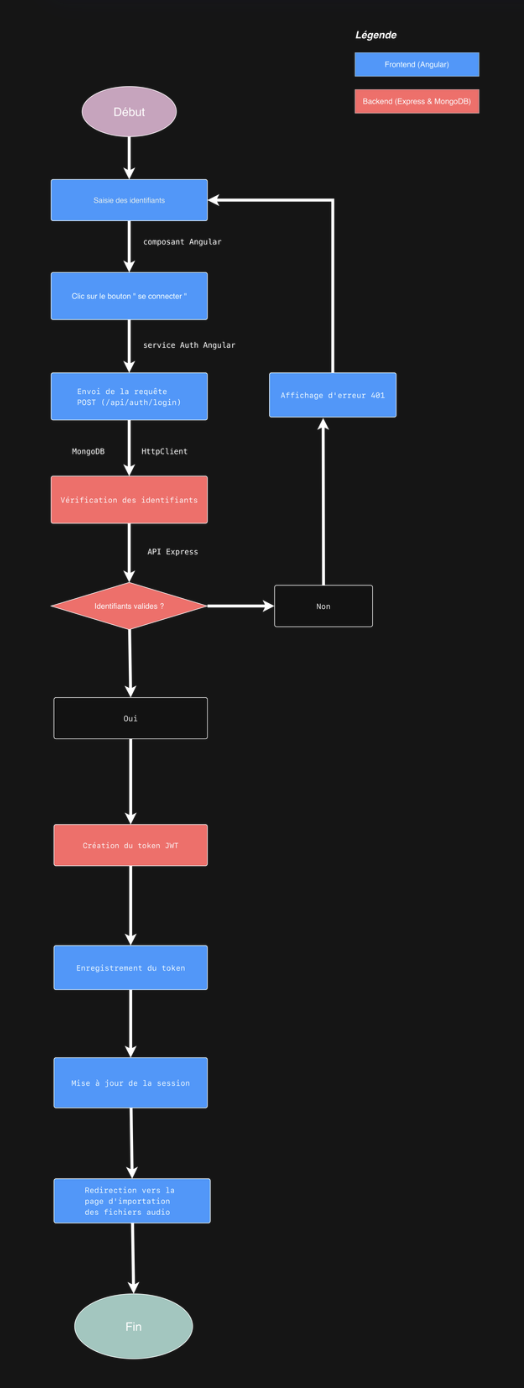 Légende
Frontend (Angular)
Backend (Express & MongoDB)
Début
Saisie des identifiants
composant Angular
Clic sur le bouton " se connecter "
service Auth Angular
Envoi de la requête
POST (/api/auth/login)
Affichage d'erreur 401
MongoDB
HttpClient
Vérification des identifiants
API Express
Identifiants valides ?
Non
Oui
Création du token JWT
Enregistrement du token
Mise à jour de la session
Redirection vers la
page d'importation
des fichiers audio
Fin